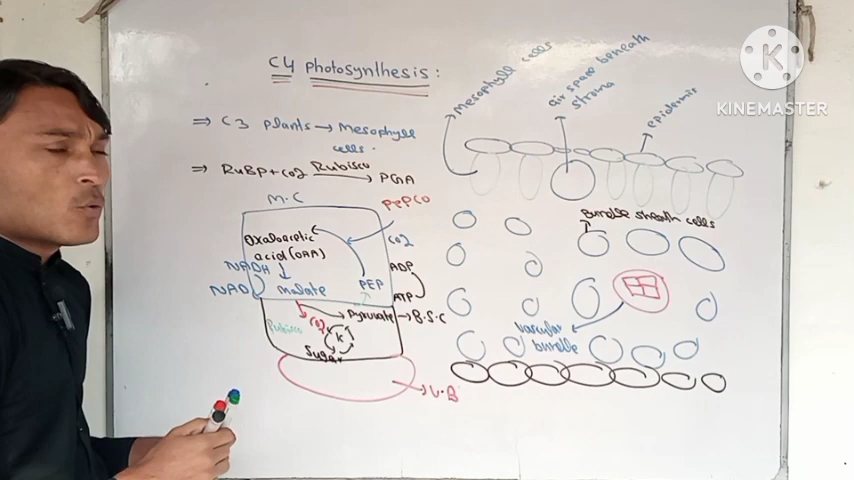 C4 Photosynthesis:
⇒ C3 plants → Mesophyll
cells.
⇒ RuBP + CO2 Rubisco → PGA
M.C
PePCO
Oxaloacetic
acid (OAA)
CO2
NADH
ADP
NAD
malate
PEP
ATP
CO2
Pyruvate → B.S.C
Rubisco
K
Sugar
V.B
Mesophyll cells
air space beneath
stroma
epidermis
Bundle sheath cells
vascular
bundle
K
KINEMASTER